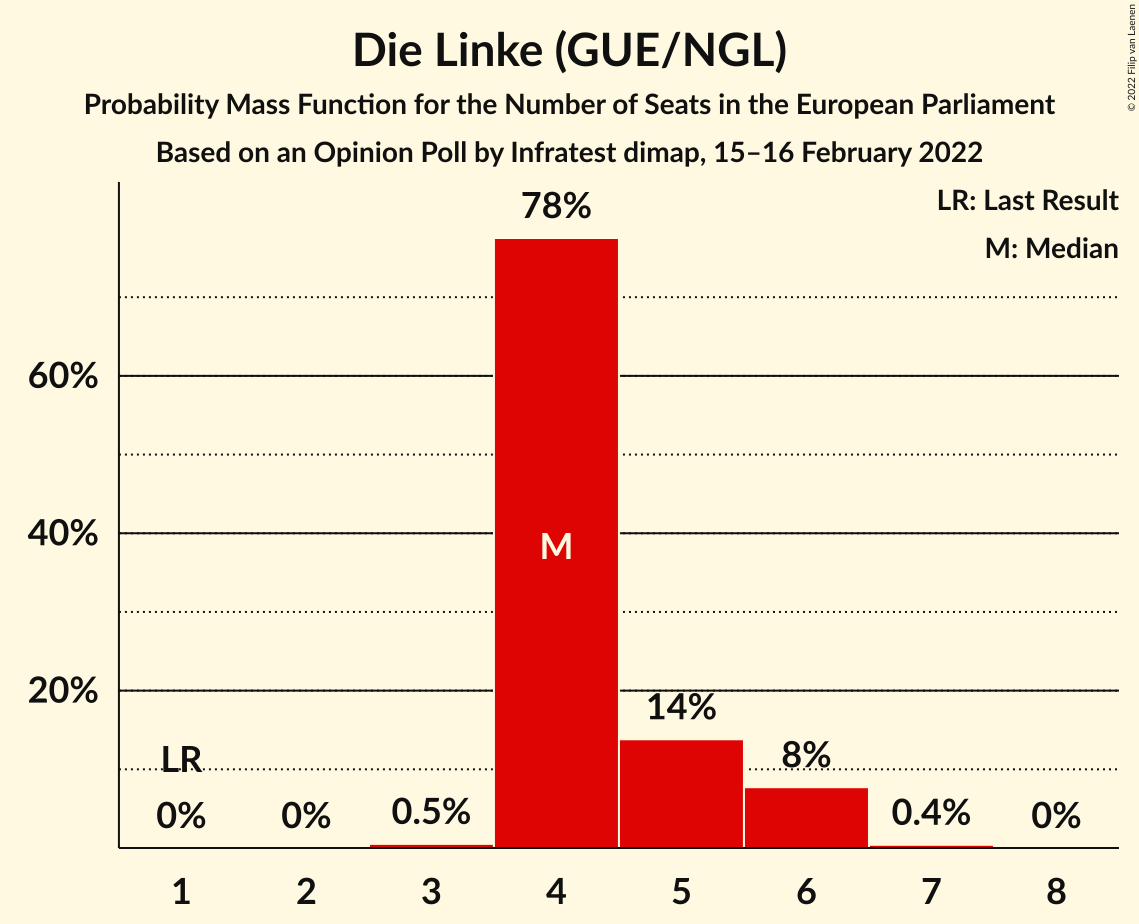 Die Linke (GUE/NGL)
Probability Mass Function for the Number of Seats in the European Parliament
Based on an Opinion Poll by Infratest dimap, 15–16 February 2022
© 2022 Filip van Laenen
LR: Last Result
M: Median
78%
60%
40%
M
20%
14%
LR
8%
0%
0%
0.5%
0.4%
0%
1 2 3 4 5 6 7 8